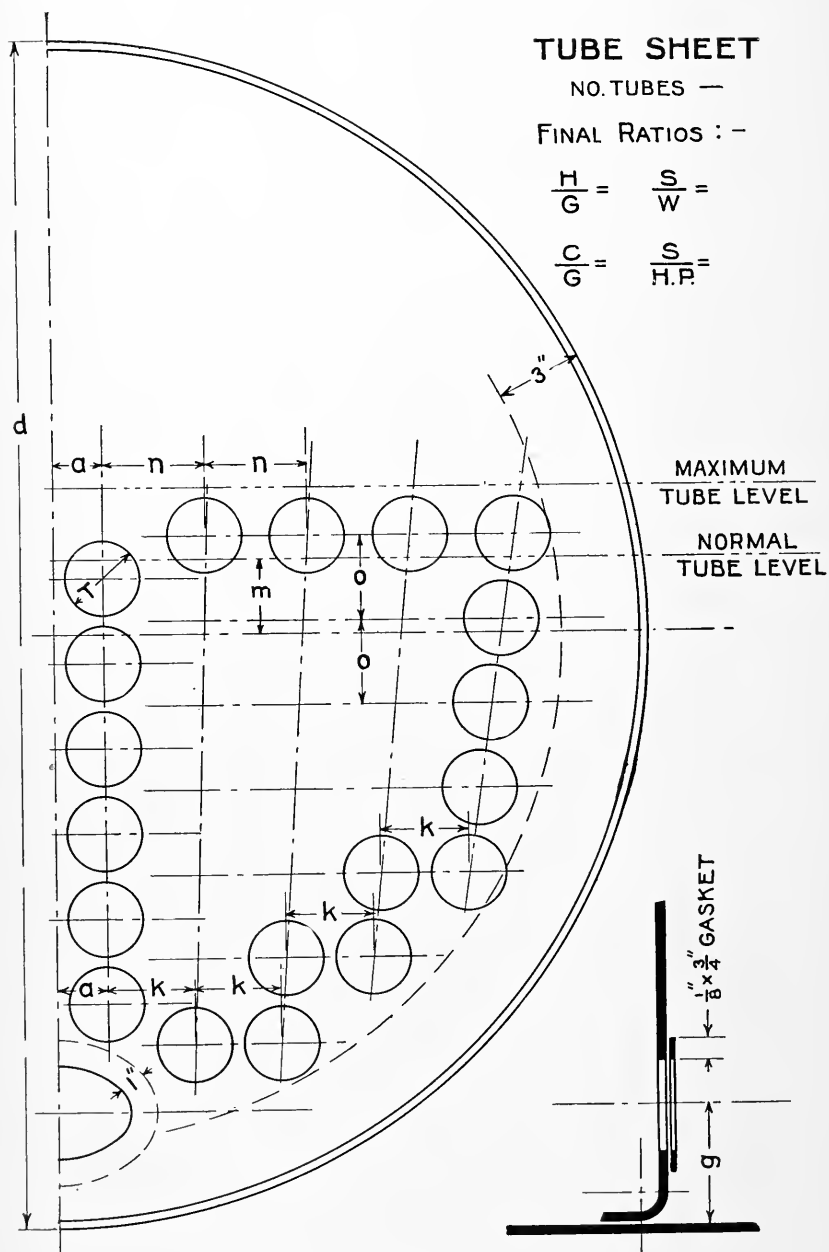 TUBE SHEET
NO. TUBES —
FINAL RATIOS : -
H/G = S/W =
C/G = S/H.P. =
3"
d
a n n
MAXIMUM
TUBE LEVEL
NORMAL
TUBE LEVEL
T
m
o
o
k
k
a k k
1"
1/8" x 3/4" GASKET
g